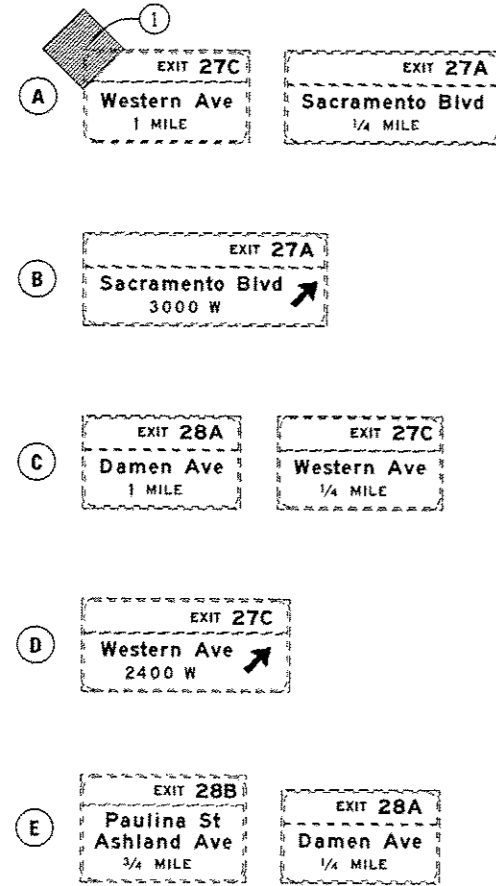 1
A
EXIT 27C
Western Ave
1 MILE
EXIT 27A
Sacramento Blvd
1/4 MILE
B
EXIT 27A
Sacramento Blvd
3000 W
C
EXIT 28A
Damen Ave
1 MILE
EXIT 27C
Western Ave
1/4 MILE
D
EXIT 27C
Western Ave
2400 W
E
EXIT 28B
Paulina St
Ashland Ave
3/4 MILE
EXIT 28A
Damen Ave
1/4 MILE